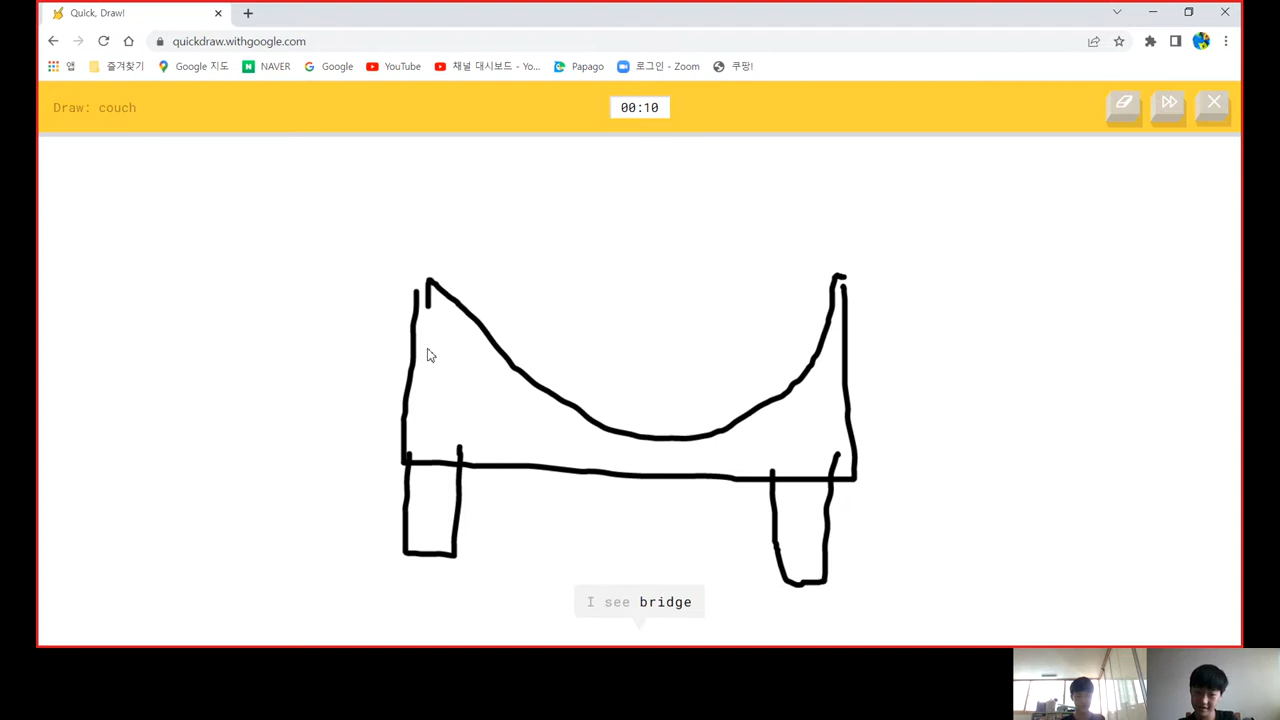 Quick, Draw!
quickdraw.withgoogle.com
앱 즐겨찾기 Google 지도 NAVER Google YouTube 채널 대시보드 - Yo... Papago 로그인 - Zoom 쿠팡!
Draw: couch 00:10
I see bridge